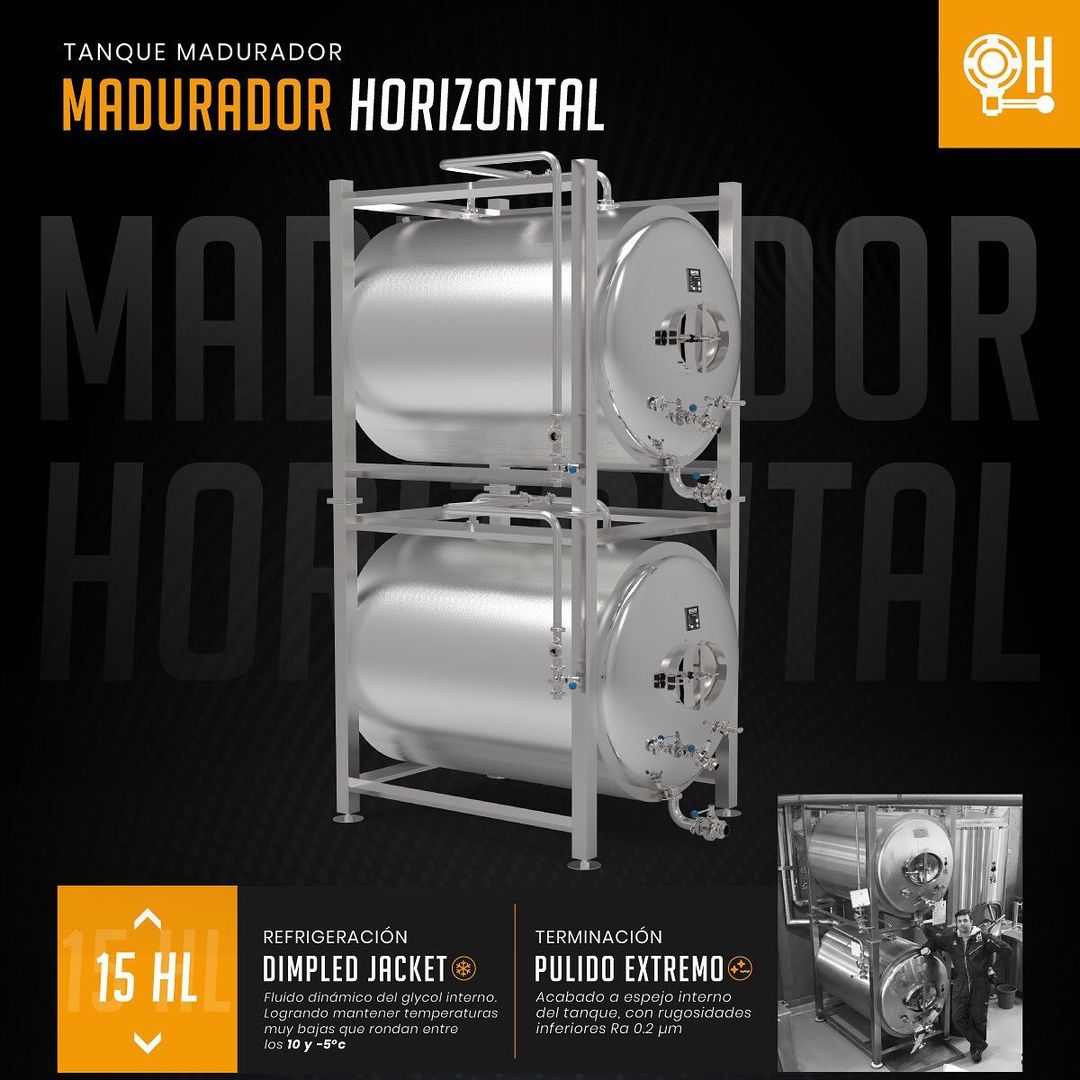 TANQUE MADURADOR
MADURADOR HORIZONTAL
H
MADURADOR
HORIZONTAL
15 HL
15 HL
REFRIGERACIÓN
DIMPLED JACKET
Fluido dinámico del glycol interno.
Logrando mantener temperaturas
muy bajas que rondan entre
los 10 y -5°c
TERMINACIÓN
PULIDO EXTREMO
Acabado a espejo interno
del tanque, con rugosidades
inferiores Ra 0.2 µm